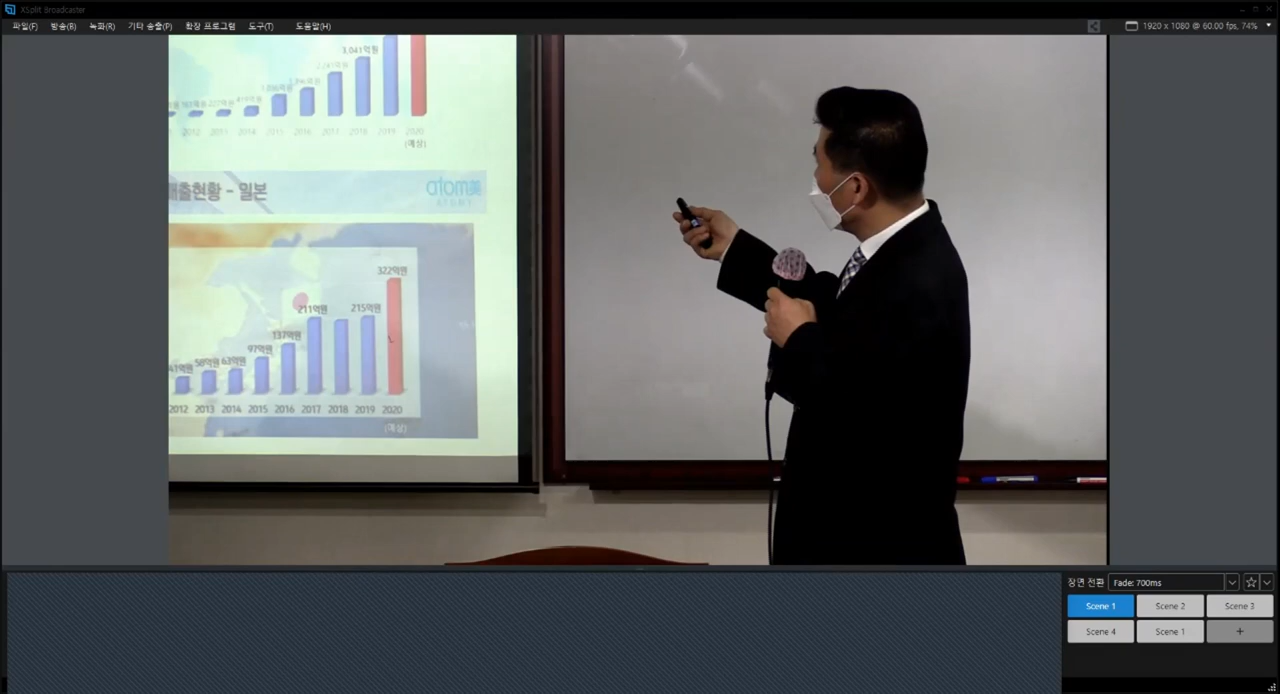 XSplit Broadcaster
파일(F) 방송(B) 녹화(R) 기타 송출(P) 확장 프로그램 도구(T) 도움말(H)
1920 x 1080 @ 60.00 fps, 74%
3,041억원
2012 2013 2014 2015 2016 2017 2018 2019 2020
(예상)
매출현황 - 일본
atom美
ATOMY
322억원
211억원 215억원
137억원
97억원
41억원 58억원 63억원
2012 2013 2014 2015 2016 2017 2018 2019 2020
(예상)
장면 전환 Fade: 700ms
Scene 1 Scene 2 Scene 3
Scene 4 Scene 1 +